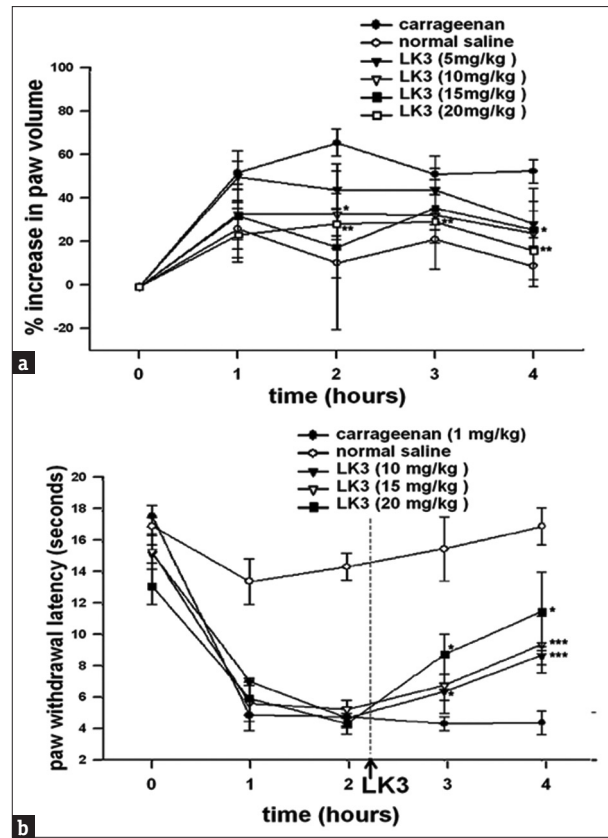 carrageenan
normal saline
LK3 (5mg/kg )
LK3 (10mg/kg )
LK3 (15mg/kg )
LK3 (20mg/kg )
% increase in paw volume
100
80
60
40
20
0
-20
*
**
**
*
**
0 1 2 3 4
time (hours)
a
carrageenan (1 mg/kg)
normal saline
LK3 (10 mg/kg )
LK3 (15 mg/kg )
LK3 (20 mg/kg )
paw withdrawal latency (seconds)
20
18
16
14
12
10
8
6
4
2
*
*
*
***
***
0 1 2 3 4
LK3
time (hours)
b